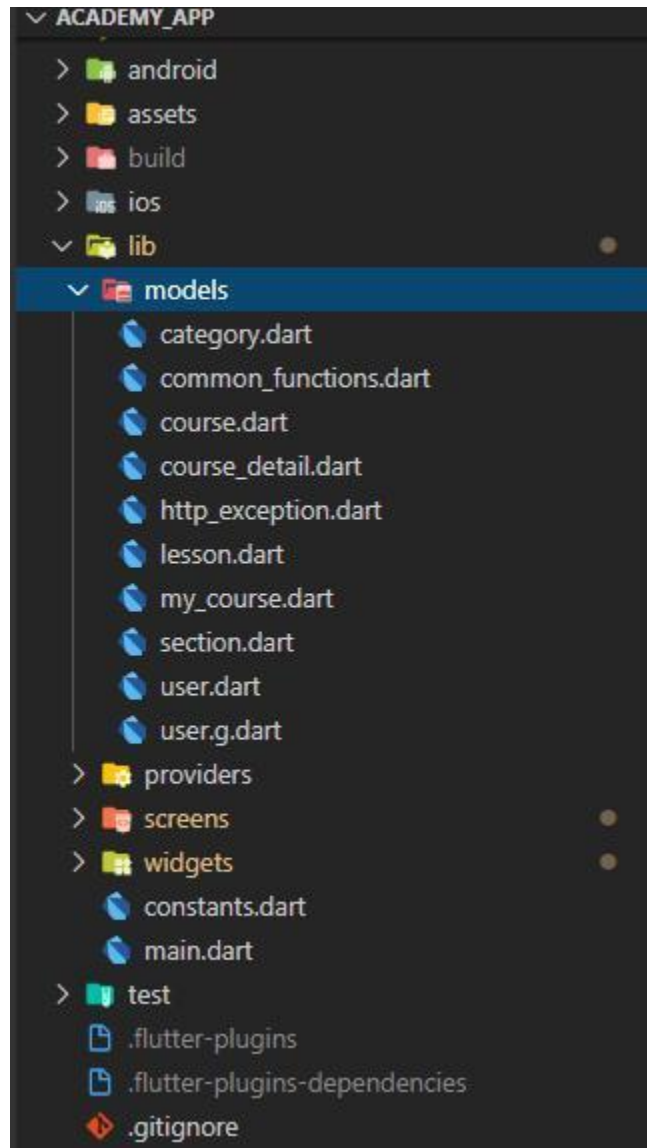 ACADEMY_APP
android
assets
build
ios
lib
models
category.dart
common_functions.dart
course.dart
course_detail.dart
http_exception.dart
lesson.dart
my_course.dart
section.dart
user.dart
user.g.dart
providers
screens
widgets
constants.dart
main.dart
test
.flutter-plugins
.flutter-plugins-dependencies
.gitignore